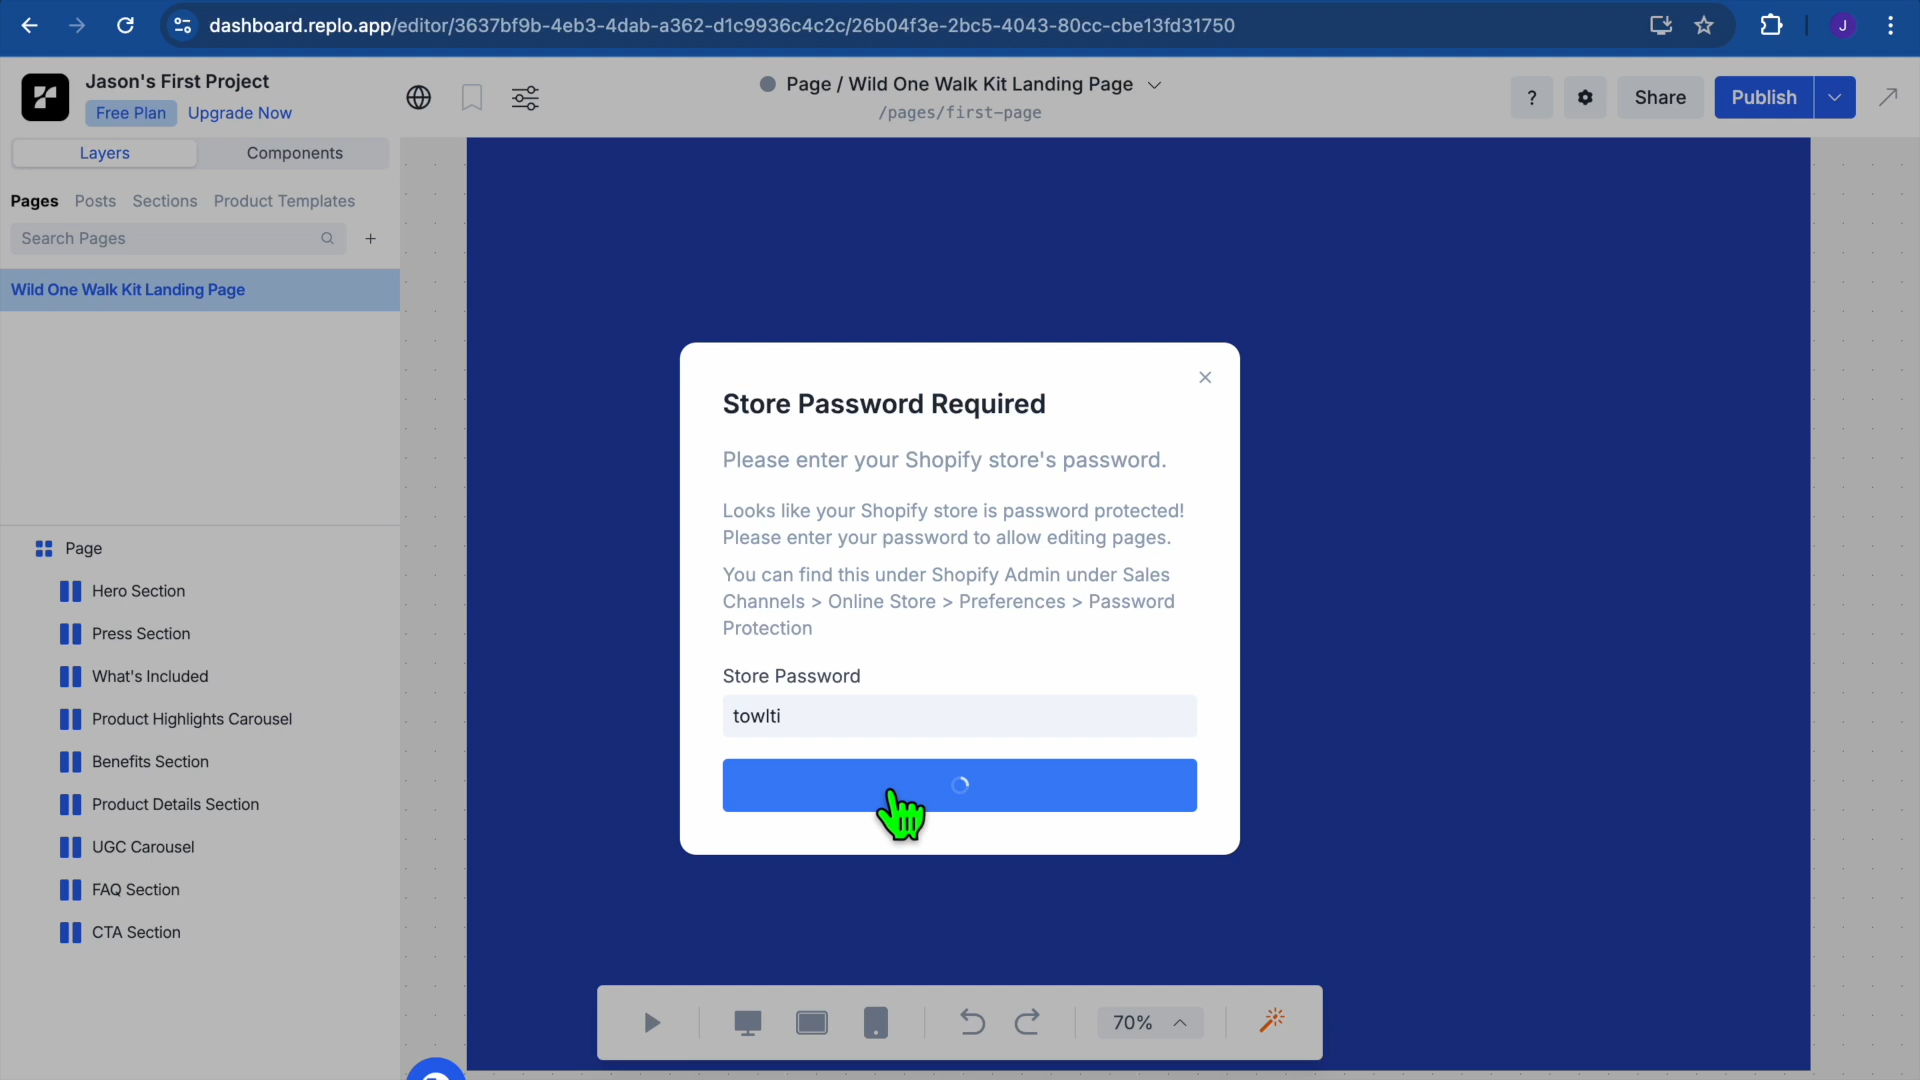 dashboard.replo.app/editor/3637bf9b-4eb3-4dab-a362-d1c9936c4c2c/26b04f3e-2bc5-4043-80cc-cbe13fd31750
J
Jason's First Project
Free Plan
Upgrade Now
Page / Wild One Walk Kit Landing Page
/pages/first-page
?
Share
Publish
Layers
Components
Pages
Posts
Sections
Product Templates
Search Pages
Wild One Walk Kit Landing Page
Page
Hero Section
Press Section
What's Included
Product Highlights Carousel
Benefits Section
Product Details Section
UGC Carousel
FAQ Section
CTA Section
Store Password Required
Please enter your Shopify store's password.
Looks like your Shopify store is password protected!
Please enter your password to allow editing pages.
You can find this under Shopify Admin under Sales
Channels > Online Store > Preferences > Password
Protection
Store Password
towlti
70%